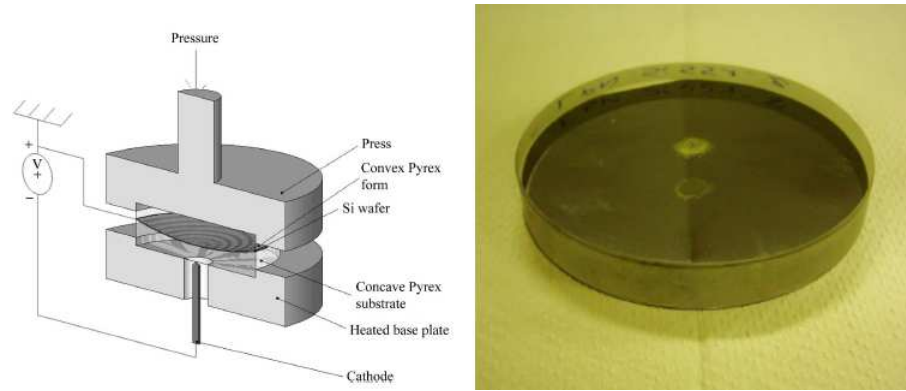 Pressure
Press
Convex Pyrex
form
Si wafer
Concave Pyrex
substrate
Heated base plate
Cathode
+
V
+
−